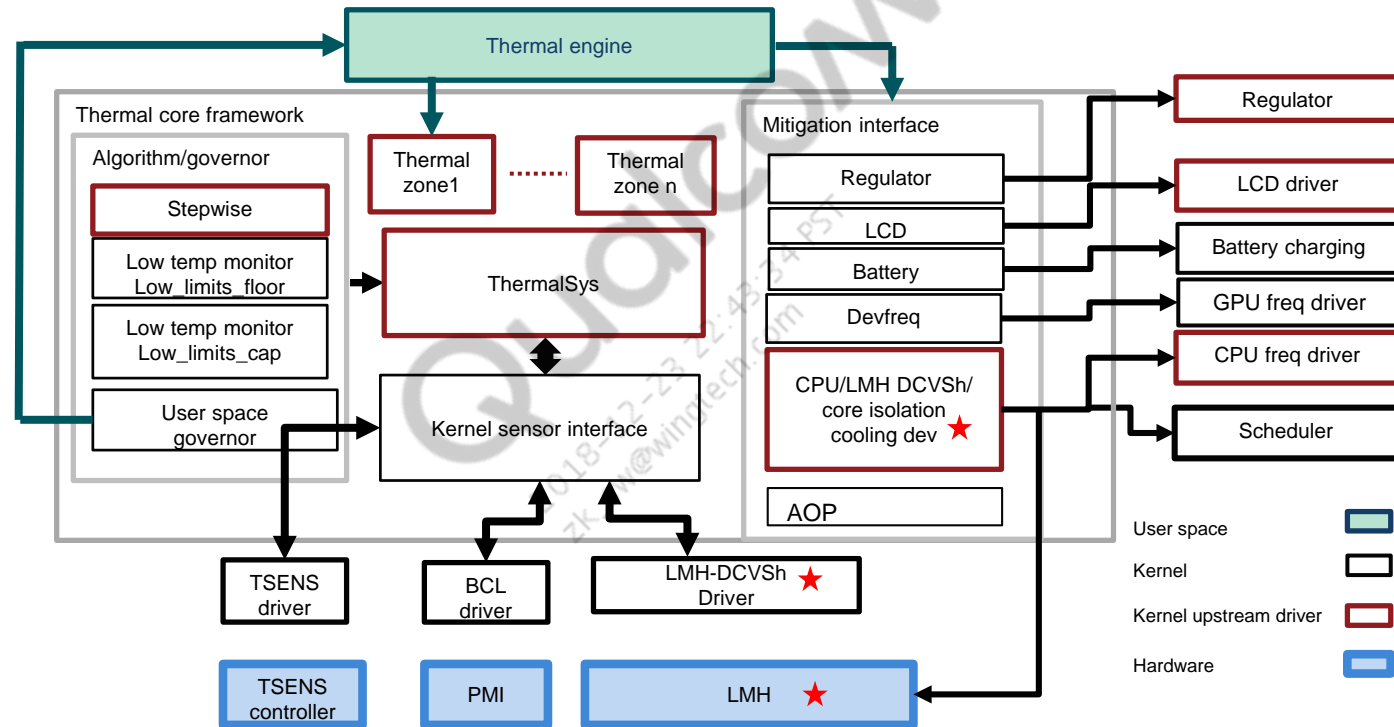 Thermal engine
Thermal core framework
Algorithm/governor
Stepwise
Low temp monitor
Low_limits_floor
Low temp monitor
Low_limits_cap
User space
governor
Thermal
zone1
Thermal
zone n
ThermalSys
Kernel sensor interface
Mitigation interface
Regulator
LCD
Battery
Devfreq
CPU/LMH DCVSh/
core isolation
cooling dev
AOP
Regulator
LCD driver
Battery charging
GPU freq driver
CPU freq driver
Scheduler
TSENS
driver
BCL
driver
LMH-DCVSh
Driver
TSENS
controller
PMI
LMH
User space
Kernel
Kernel upstream driver
Hardware